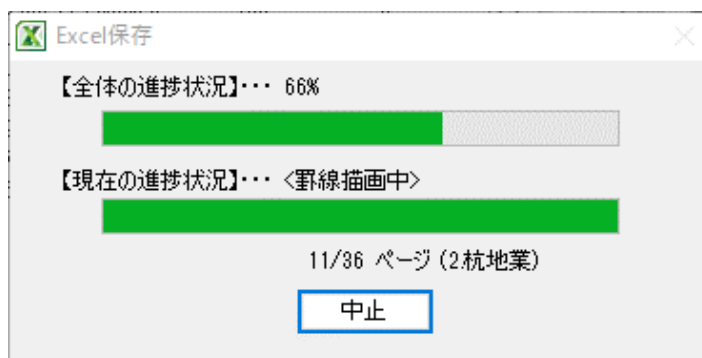 Excel保存
【全体の進捗状況】・・・ 66%
【現在の進捗状況】・・・ <罫線描画中>
11/36 ページ (2.杭地業)
中止